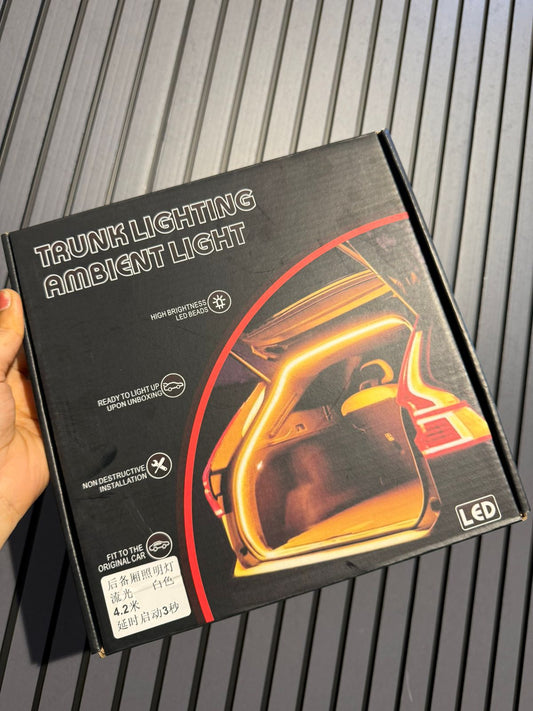 TRUNK LIGHTING
AMBIENT LIGHT
HIGH BRIGHTNESS
LED BEADS
READY TO LIGHT UP
UPON UNBOXING
NON DESTRUCTIVE
INSTALLATION
FIT TO THE
ORIGINAL CAR
后备厢照明灯
流光 白色
4.2米
延时启动3秒
LED